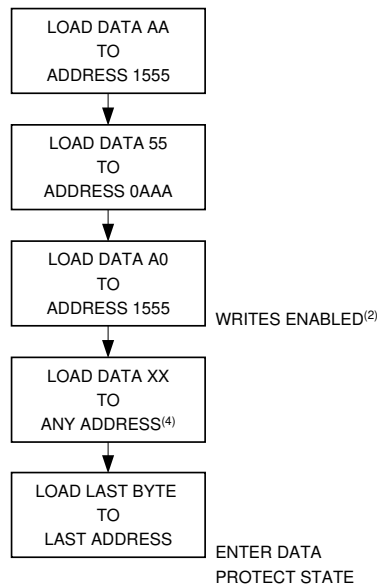 LOAD DATA AA
TO
ADDRESS 1555
LOAD DATA 55
TO
ADDRESS 0AAA
LOAD DATA A0
TO
ADDRESS 1555
WRITES ENABLED(2)
LOAD DATA XX
TO
ANY ADDRESS(4)
LOAD LAST BYTE
TO
LAST ADDRESS
ENTER DATA
PROTECT STATE